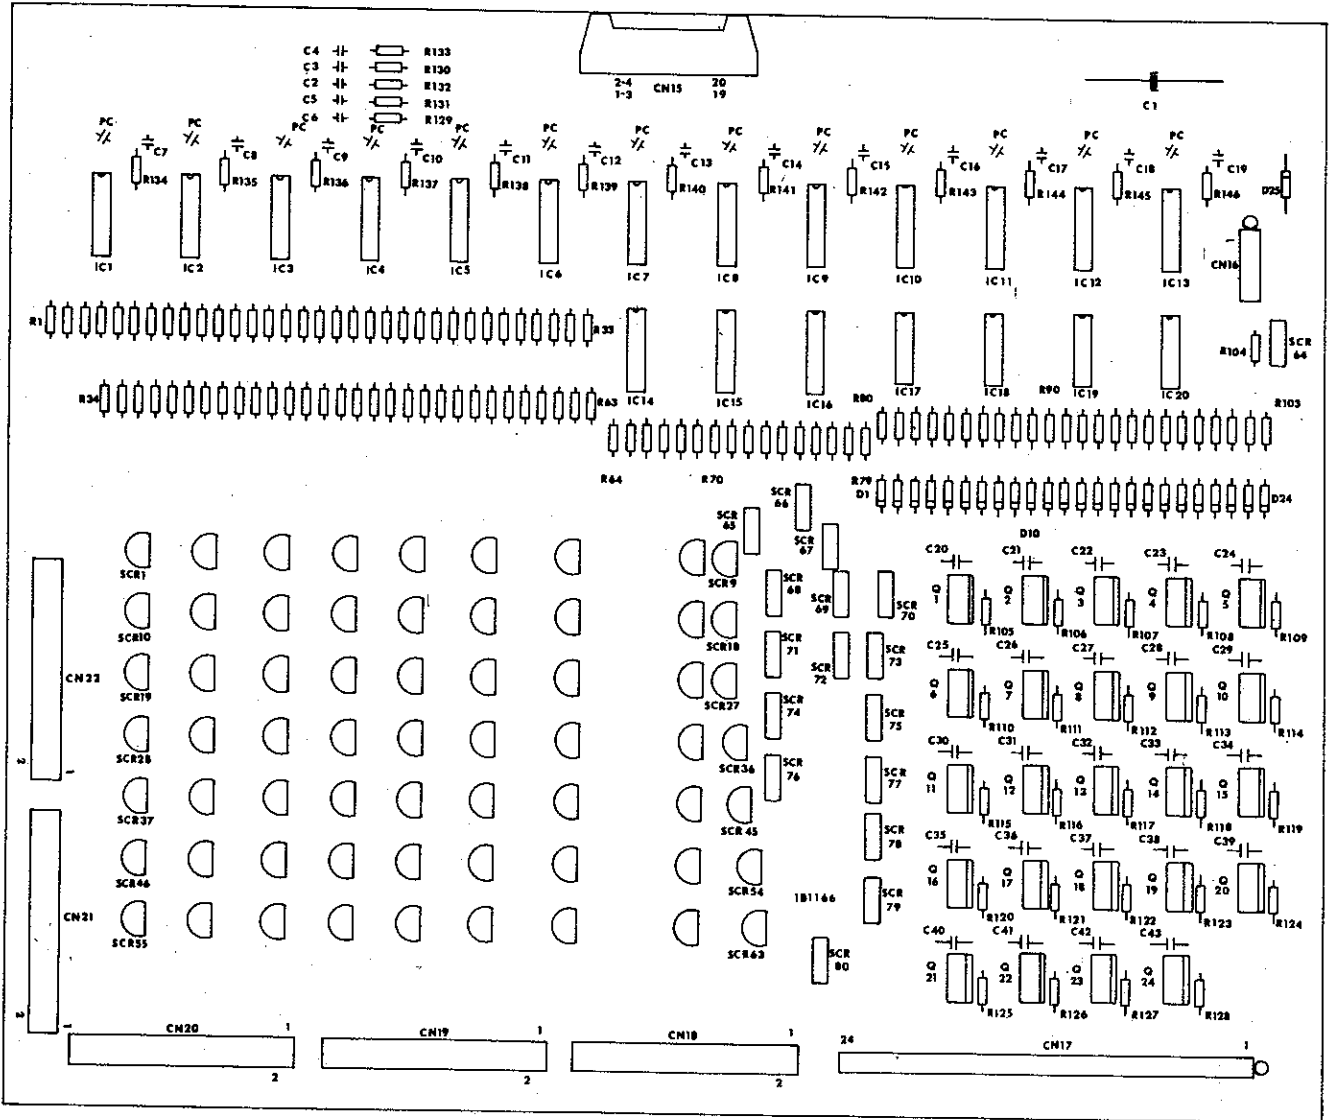 C4 R133
C3 R130
C2 R132
C5 R131
C6 R129
2-4 20
1-3 CN15 19
C1
PC PC PC PC PC PC PC PC PC PC PC PC PC
C7 C8 C9 C10 C11 C12 C13 C14 C15 C16 C17 C18 C19
R134 R135 R136 R137 R138 R139 R140 R141 R142 R143 R144 R145 R146 D25
1
CN16
IC1 IC2 IC3 IC4 IC5 IC6 IC7 IC8 IC9 IC10 IC11 IC12 IC13
R1 R33
R104 SCR
64
R34 R63 IC14 IC15 IC16 R80 IC17 IC18 R90 IC19 IC20 R103
R64 R70 R79
D1 D24
D10
SCR
65
SCR
66
SCR
67
SCR1 SCR9
SCR
68
SCR
69
SCR
70
SCR10 SCR18
SCR
71
SCR
72
SCR
73
SCR19 SCR27
SCR
74
SCR
75
SCR28 SCR36
SCR
76
SCR
77
SCR37 SCR45
SCR
78
SCR46 SCR54
1B1166
SCR
79
SCR55 SCR63
SCR
80
C20 C21 C22 C23 C24
Q Q Q Q Q
1 2 3 4 5
R105 R106 R107 R108 R109
C25 C26 C27 C28 C29
Q Q Q Q Q
6 7 8 9 10
R110 R111 R112 R113 R114
C30 C31 C32 C33 C34
Q Q Q Q Q
11 12 13 14 15
R115 R116 R117 R118 R119
C35 C36 C37 C38 C39
Q Q Q Q Q
16 17 18 19 20
R120 R121 R122 R123 R124
C40 C41 C42 C43
Q Q Q Q
21 22 23 24
R125 R126 R127 R128
CN22
2 1
CN21
2 1
CN20 1
2
CN19 1
2
CN18 1
2
24 CN17 1